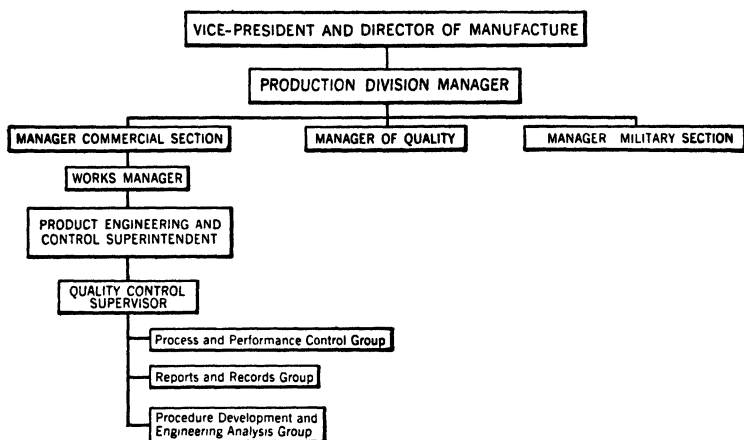 VICE-PRESIDENT AND DIRECTOR OF MANUFACTURE
PRODUCTION DIVISION MANAGER
MANAGER COMMERCIAL SECTION
MANAGER OF QUALITY
MANAGER MILITARY SECTION
WORKS MANAGER
PRODUCT ENGINEERING AND
CONTROL SUPERINTENDENT
QUALITY CONTROL
SUPERVISOR
Process and Performance Control Group
Reports and Records Group
Procedure Development and
Engineering Analysis Group